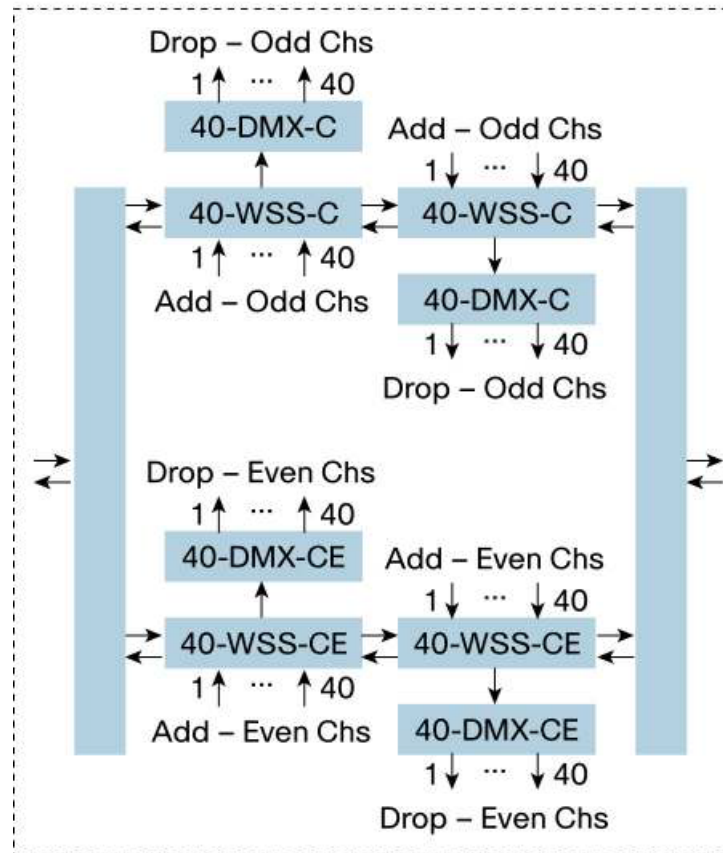 Drop – Odd Chs
1 ... 40
40-DMX-C
Add – Odd Chs
1 ... 40
40-WSS-C
40-WSS-C
1 ... 40
Add – Odd Chs
40-DMX-C
1 ... 40
Drop – Odd Chs
Drop – Even Chs
1 ... 40
40-DMX-CE
Add – Even Chs
1 ... 40
40-WSS-CE
40-WSS-CE
1 ... 40
Add – Even Chs
40-DMX-CE
1 ... 40
Drop – Even Chs